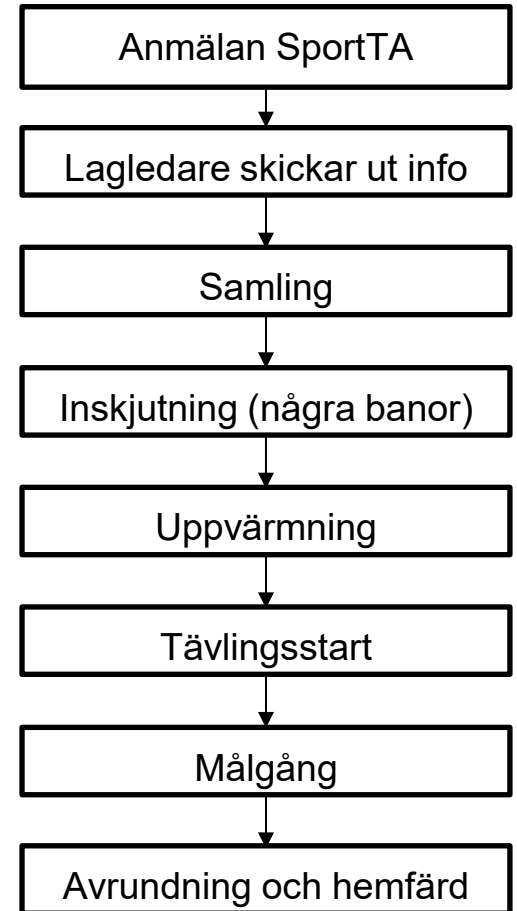 Anmälan SportTA
Lagledare skickar ut info
Samling
Inskjutning (några banor)
Uppvärmning
Tävlingsstart
Målgång
Avrundning och hemfärd